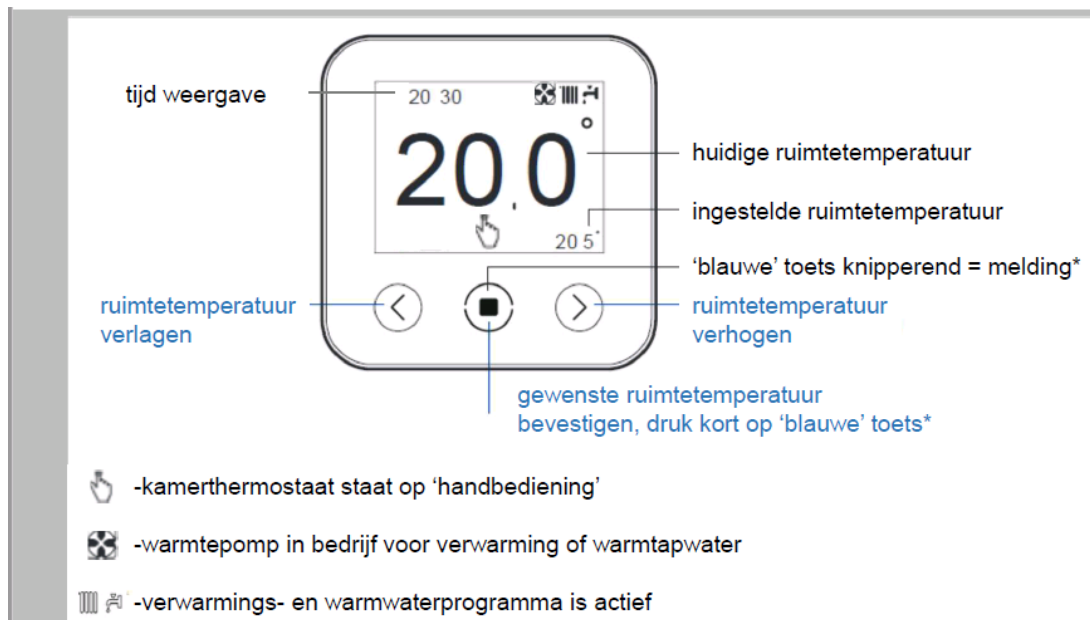 tijd weergave
20 30
20.0°
huidige ruimtetemperatuur
ingestelde ruimtetemperatuur
20 5°
'blauwe' toets knipperend = melding*
ruimtetemperatuur
verlagen
ruimtetemperatuur
verhogen
gewenste ruimtetemperatuur
bevestigen, druk kort op 'blauwe' toets*
-kamerthermostaat staat op 'handbediening'
-warmtepomp in bedrijf voor verwarming of warmtapwater
-verwarmings- en warmwaterprogramma is actief